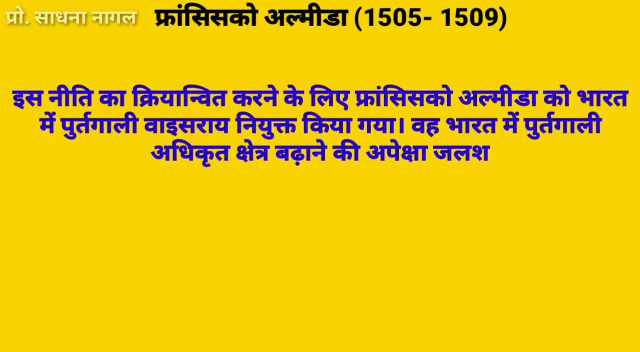 प्रो. साधना नागल फ्रांसिसको अल्मीडा (1505- 1509)
इस नीति का क्रियान्वित करने के लिए फ्रांसिसको अल्मीडा को भारत
में पुर्तगाली वाइसराय नियुक्त किया गया। वह भारत में पुर्तगाली
अधिकृत क्षेत्र बढ़ाने की अपेक्षा जलश